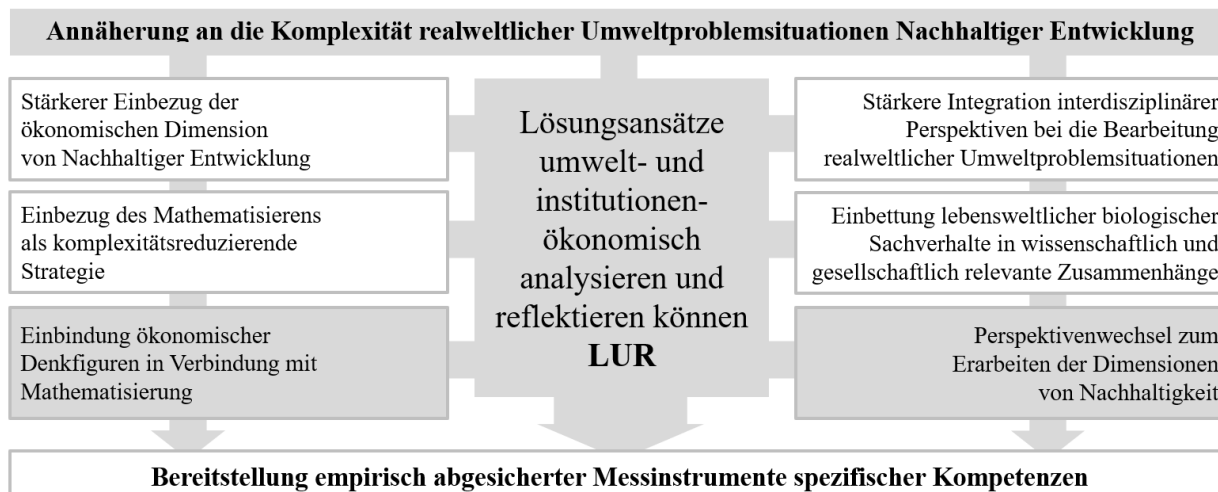 Annäherung an die Komplexität realweltlicher Umweltproblemsituationen Nachhaltiger Entwicklung
Stärkerer Einbezug der
ökonomischen Dimension
von Nachhaltiger Entwicklung
Einbezug des Mathematisierens
als komplexitätsreduzierende
Strategie
Einbindung ökonomischer
Denkfiguren in Verbindung mit
Mathematisierung
Lösungsansätze
umwelt- und
institutionen-
ökonomisch
analysieren und
reflektieren können
LUR
Stärkere Integration interdisziplinärer
Perspektiven bei die Bearbeitung
realweltlicher Umweltproblemsituationen
Einbettung lebensweltlicher biologischer
Sachverhalte in wissenschaftlich und
gesellschaftlich relevante Zusammenhänge
Perspektivenwechsel zum
Erarbeiten der Dimensionen
von Nachhaltigkeit
Bereitstellung empirisch abgesicherter Messinstrumente spezifischer Kompetenzen